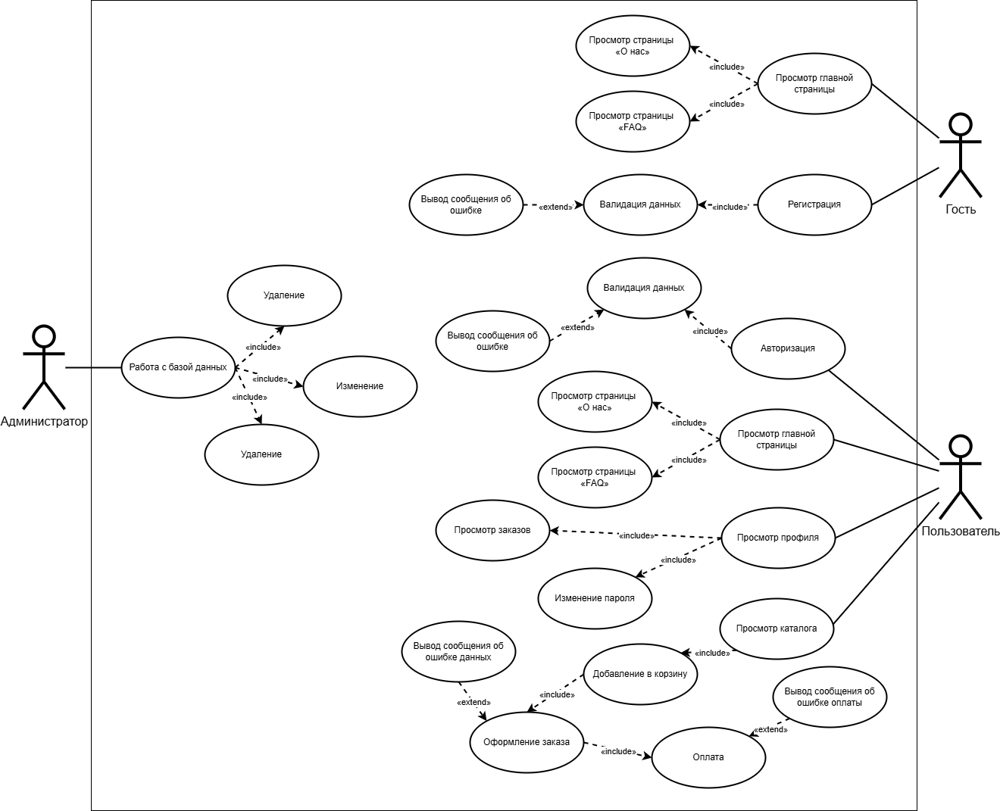 Просмотр страницы
«О нас»
«include»
Просмотр главной
страницы
«include»
Просмотр страницы
«FAQ»
Гость
Вывод сообщения об
ошибке
«extend»
Валидация данных
«include»
Регистрация
Валидация данных
Вывод сообщения об
ошибке
«extend»
«include»
Авторизация
Удаление
«include»
Работа с базой данных
«include»
Изменение
«include»
Удаление
Администратор
Просмотр страницы
«О нас»
«include»
Просмотр главной
страницы
«include»
Просмотр страницы
«FAQ»
Пользователь
Просмотр заказов
«include»
Просмотр профиля
«include»
Изменение пароля
Просмотр каталога
Вывод сообщения об
ошибке данных
Добавление в корзину
«include»
«include»
«extend»
Вывод сообщения об
ошибке оплаты
«extend»
Оформление заказа
«include»
Оплата